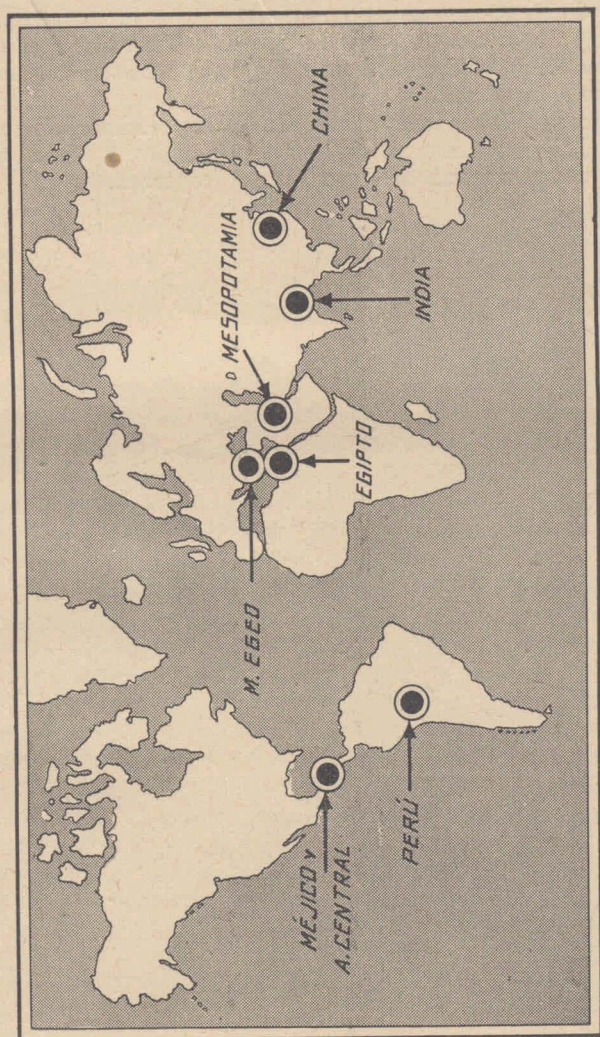 CHINA
MESOPOTAMIA
INDIA
EGIPTO
M. EGEO
MÉJICO Y
A. CENTRAL
PERÚ